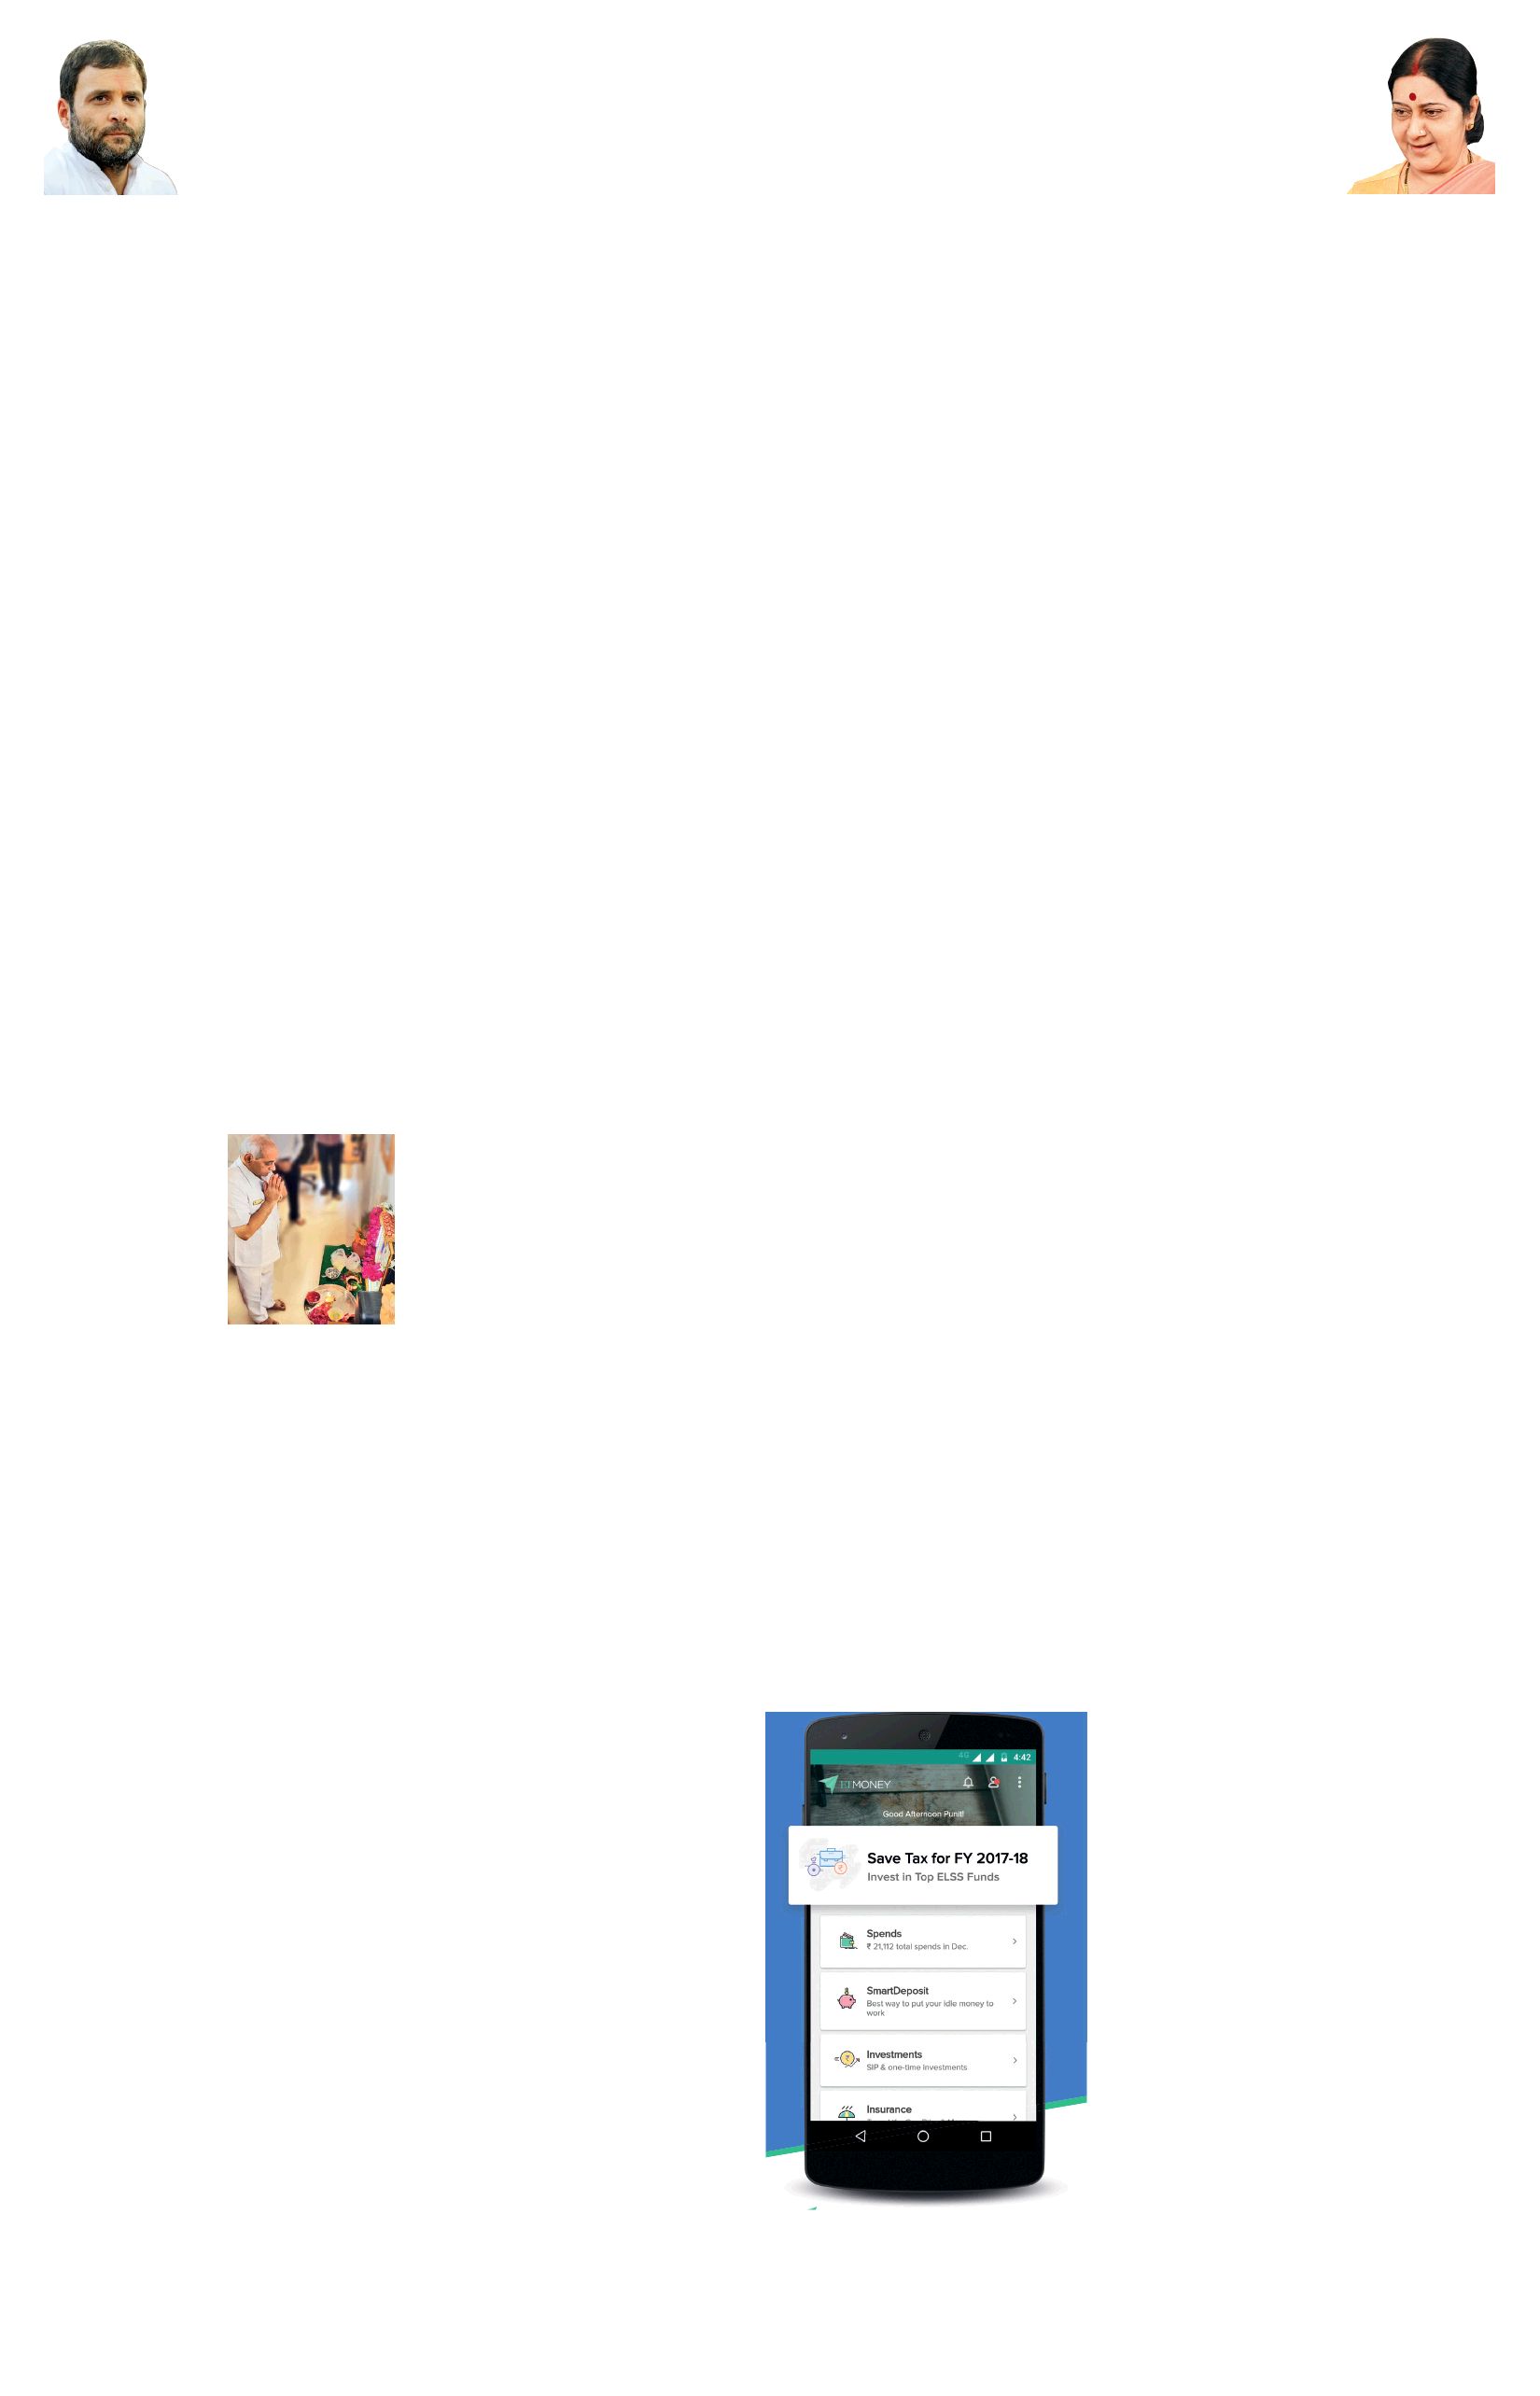 4G 4:42
ETMONEY
Good Afternoon Punit!
Save Tax for FY 2017-18
Invest in Top ELSS Funds
Spends
₹ 21,112 total spends in Dec.
SmartDeposit
Best way to put your idle money to
work
Investments
SIP & one-time Investments
Insurance